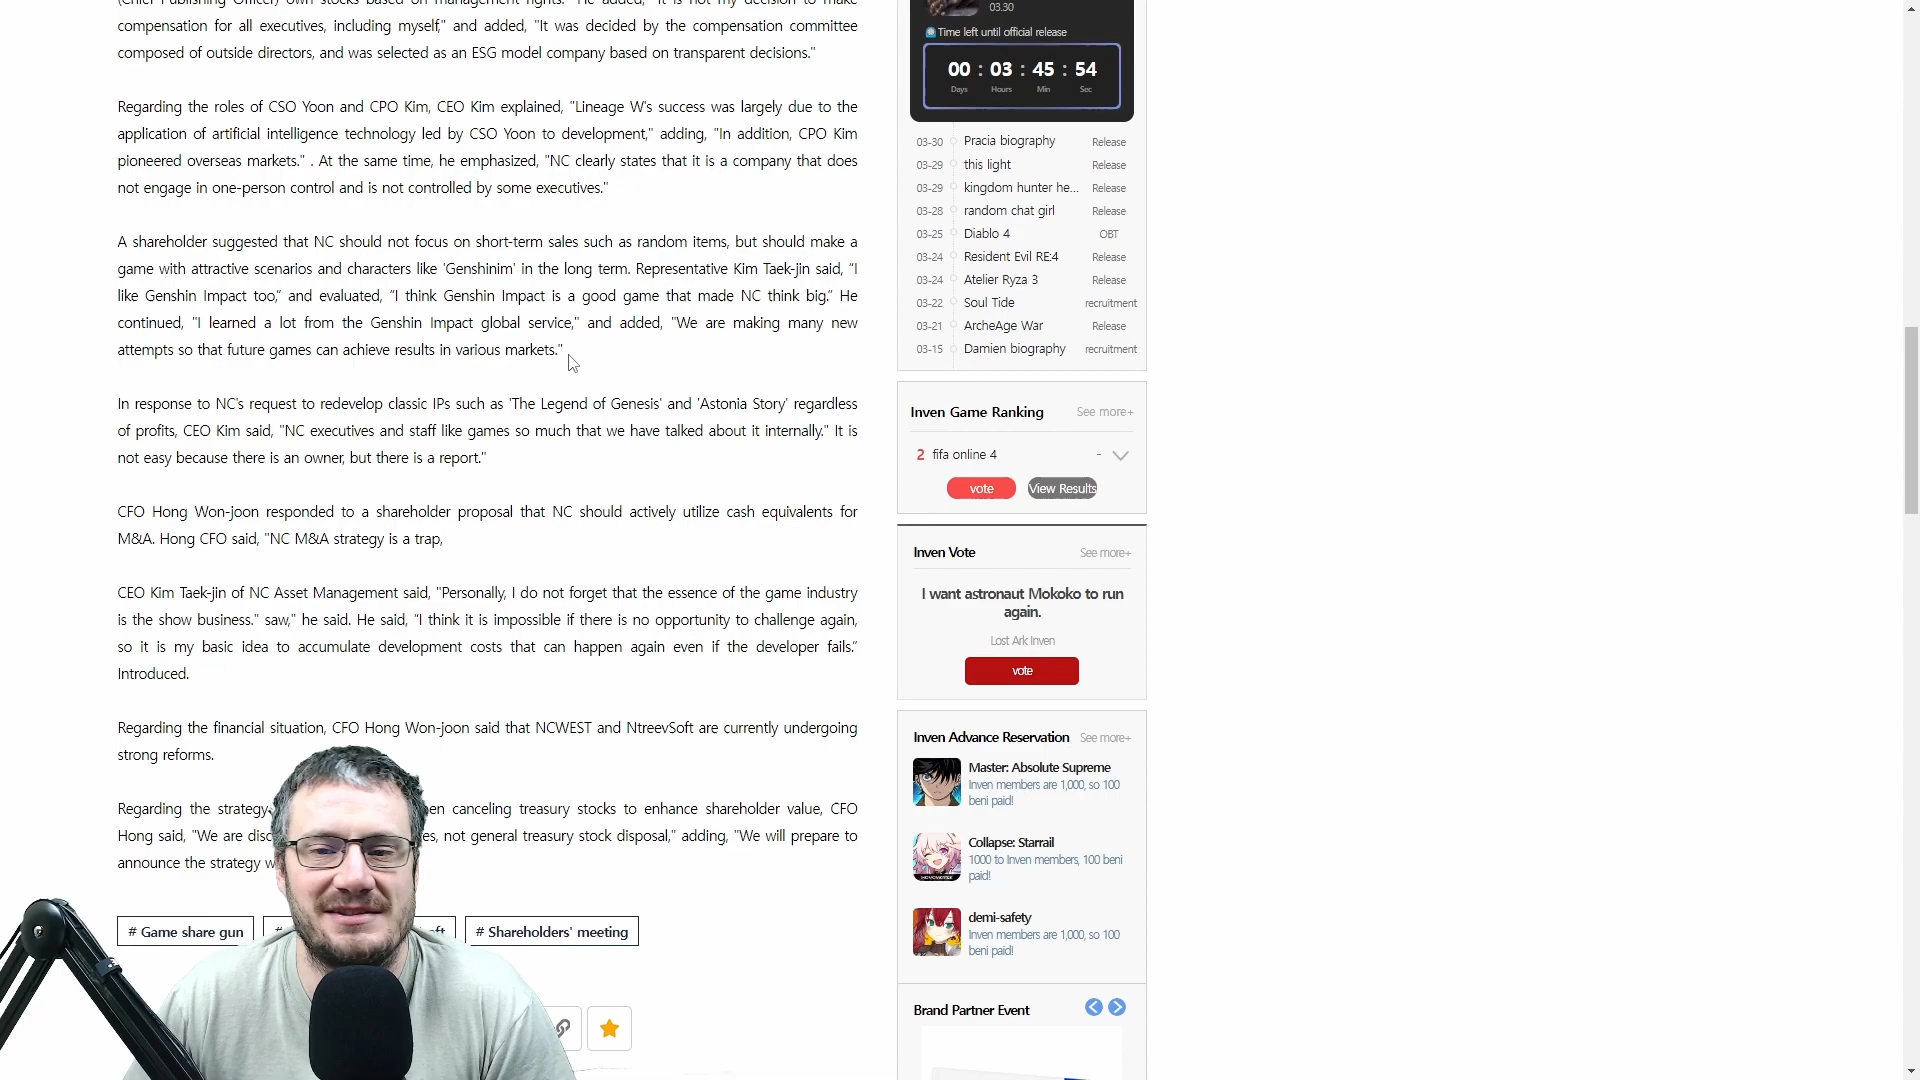 (Chief Publishing Officer) own stocks based on management rights." He added, "It is not my decision to make
compensation for all executives, including myself," and added, "It was decided by the compensation committee
composed of outside directors, and was selected as an ESG model company based on transparent decisions."
Regarding the roles of CSO Yoon and CPO Kim, CEO Kim explained, "Lineage W's success was largely due to the
application of artificial intelligence technology led by CSO Yoon to development," adding, "In addition, CPO Kim
pioneered overseas markets." . At the same time, he emphasized, "NC clearly states that it is a company that does
not engage in one-person control and is not controlled by some executives."
A shareholder suggested that NC should not focus on short-term sales such as random items, but should make a
game with attractive scenarios and characters like 'Genshinim' in the long term. Representative Kim Taek-jin said, “I
like Genshin Impact too,” and evaluated, “I think Genshin Impact is a good game that made NC think big.” He
continued, "I learned a lot from the Genshin Impact global service," and added, "We are making many new
attempts so that future games can achieve results in various markets."
In response to NC's request to redevelop classic IPs such as 'The Legend of Genesis' and 'Astonia Story' regardless
of profits, CEO Kim said, "NC executives and staff like games so much that we have talked about it internally." It is
not easy because there is an owner, but there is a report."
CFO Hong Won-joon responded to a shareholder proposal that NC should actively utilize cash equivalents for
M&A. Hong CFO said, "NC M&A strategy is a trap,
CEO Kim Taek-jin of NC Asset Management said, "Personally, I do not forget that the essence of the game industry
is the show business." saw," he said. He said, “I think it is impossible if there is no opportunity to challenge again,
so it is my basic idea to accumulate development costs that can happen again even if the developer fails.”
Introduced.
Regarding the financial situation, CFO Hong Won-joon said that NCWEST and NtreevSoft are currently undergoing
strong reforms.
Regarding the strategy en canceling treasury stocks to enhance shareholder value, CFO
Hong said, "We are disc es, not general treasury stock disposal," adding, "We will prepare to
announce the strategy w
# Game share gun
#
ft
# Shareholders' meeting
03.30
Time left until official release
00 : 03 : 45 : 54
Days Hours Min Sec
03-30 Pracia biography Release
03-29 this light Release
03-29 kingdom hunter he... Release
03-28 random chat girl Release
03-25 Diablo 4 OBT
03-24 Resident Evil RE:4 Release
03-24 Atelier Ryza 3 Release
03-22 Soul Tide recruitment
03-21 ArcheAge War Release
03-15 Damien biography recruitment
Inven Game Ranking See more+
2 fifa online 4 -
vote View Results
Inven Vote See more+
I want astronaut Mokoko to run
again.
Lost Ark Inven
vote
Inven Advance Reservation See more+
Master: Absolute Supreme
Inven members are 1,000, so 100
beni paid!
Collapse: Starrail
1000 to Inven members, 100 beni
paid!
demi-safety
Inven members are 1,000, so 100
beni paid!
Brand Partner Event